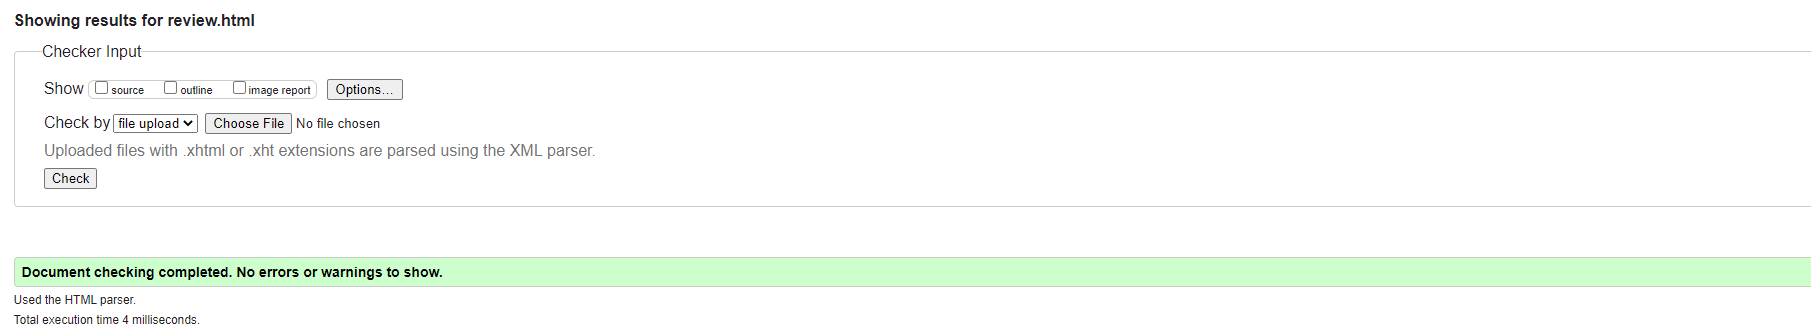 Showing results for review.html
Checker Input
Show source outline image report Options...
Check by file upload Choose File No file chosen
Uploaded files with .xhtml or .xht extensions are parsed using the XML parser.
Check
Document checking completed. No errors or warnings to show.
Used the HTML parser.
Total execution time 4 milliseconds.